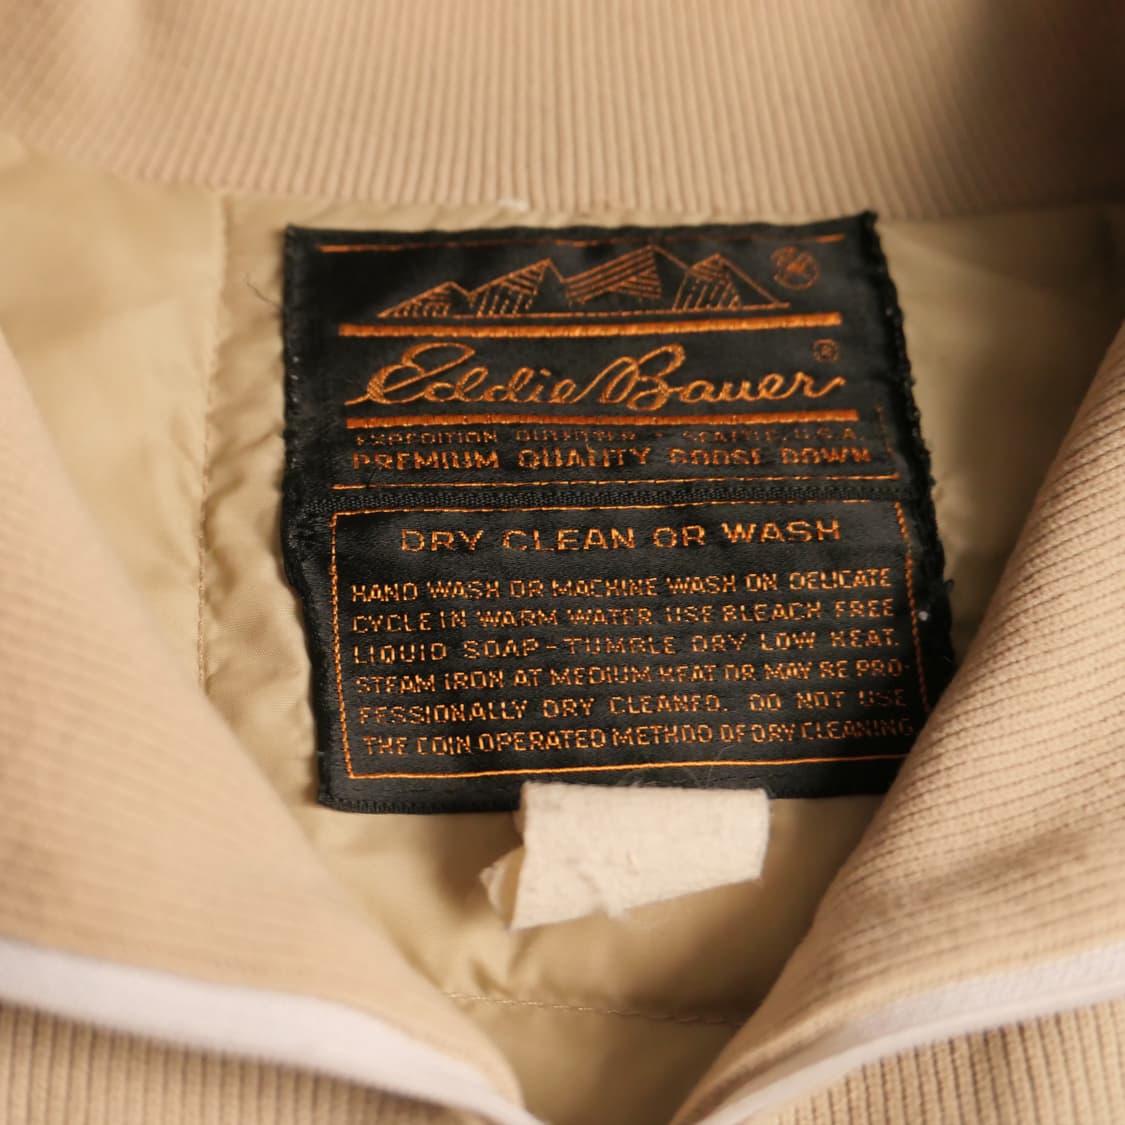 Eddie Bauer ®
EXPEDITION OUTFITTER - SEATTLE, U.S.A.
PREMIUM QUALITY GOOSE DOWN
DRY CLEAN OR WASH
HAND WASH OR MACHINE WASH ON DELICATE
CYCLE IN WARM WATER. USE BLEACH FREE
LIQUID SOAP - TUMBLE DRY LOW HEAT.
STEAM IRON AT MEDIUM HEAT OR MAY BE PRO-
FESSIONALLY DRY CLEANED. DO NOT USE
THE COIN OPERATED METHOD OF DRY CLEANING